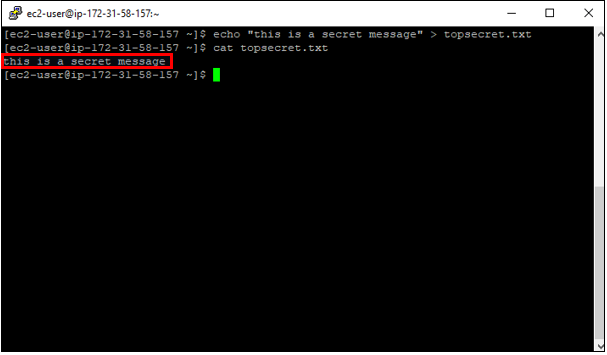 ec2-user@ip-172-31-58-157:~
[ec2-user@ip-172-31-58-157 ~]$ echo "this is a secret message" > topsecret.txt
[ec2-user@ip-172-31-58-157 ~]$ cat topsecret.txt
this is a secret message
[ec2-user@ip-172-31-58-157 ~]$